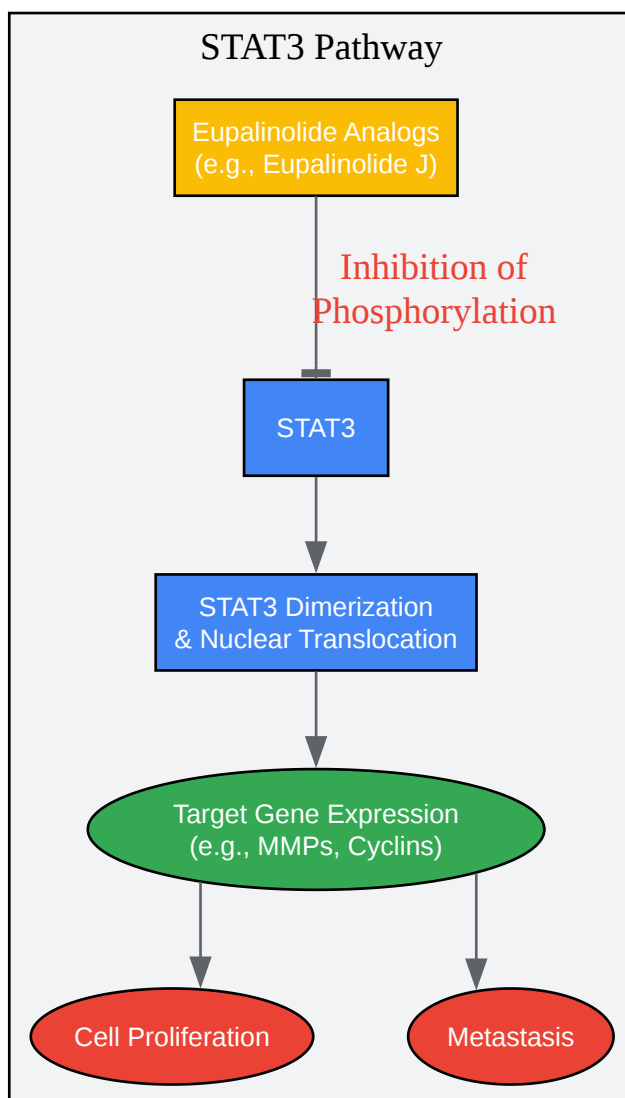 STAT3 Pathway
Eupalinolide Analogs
(e.g., Eupalinolide J)
Inhibition of
Phosphorylation
STAT3
STAT3 Dimerization
& Nuclear Translocation
Target Gene Expression
(e.g., MMPs, Cyclins)
Cell Proliferation
Metastasis